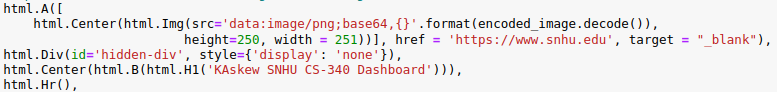 html.A([
    html.Center(html.Img(src='data:image/png;base64,{}'.format(encoded_image.decode()),
                        height=250, width = 251))], href = 'https://www.snhu.edu', target = "_blank"),
html.Div(id='hidden-div', style={'display': 'none'}),
html.Center(html.B(html.H1('KAskew SNHU CS-340 Dashboard'))),
html.Hr(),